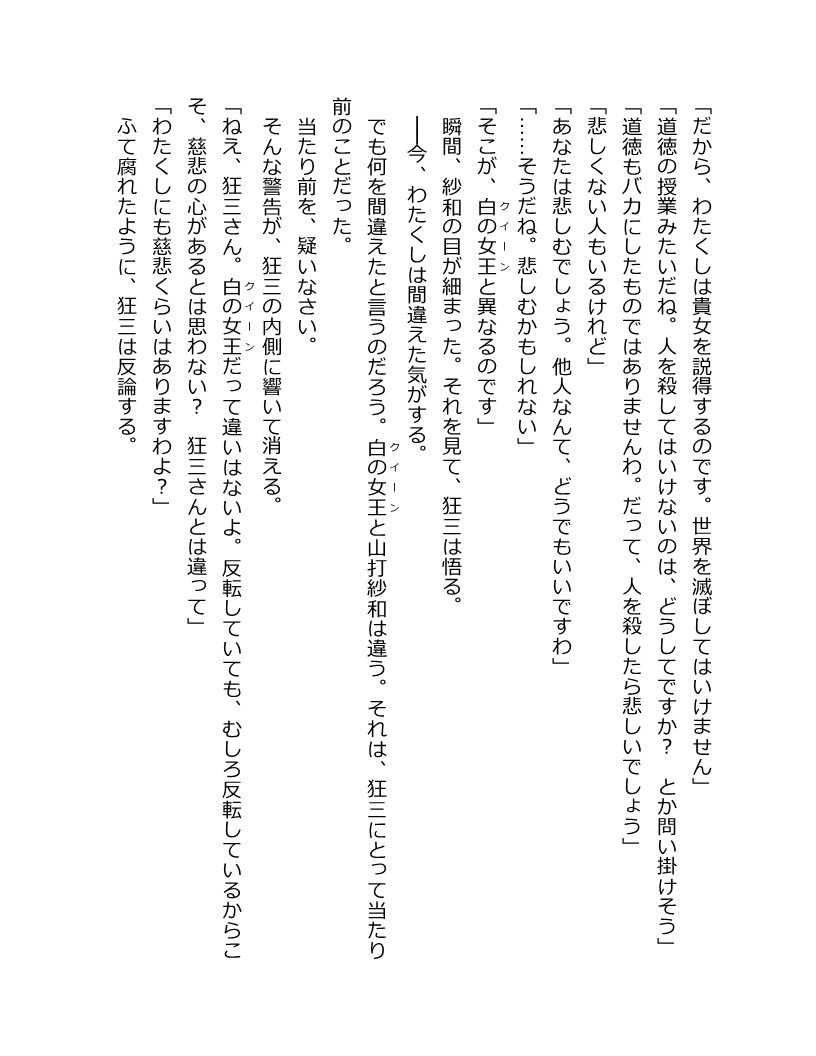 「だから、わたくしは貴女を説得するのです。世界を滅ぼしてはいけません」
「道徳の授業みたいだね。人を殺してはいけないのは、どうしてですか？　とか問い掛けそう」
「道徳もバカにしたものではありませんわ。だって、人を殺したら悲しいでしょう」
「悲しくない人もいるけれど」
「あなたは悲しむでしょう。他人なんて、どうでもいいですわ」
「……そうだね。悲しむかもしれない」
「そこが、白の女王クイーンと異なるのです」
　瞬間、紗和の目が細まった。それを見て、狂三は悟る。
　──今、わたくしは間違えた気がする。
　でも何を間違えたと言うのだろう。白の女王クイーンと山打紗和は違う。それは、狂三にとって当たり
前のことだった。
　当たり前を、疑いなさい。
　そんな警告が、狂三の内側に響いて消える。
「ねえ、狂三さん。白の女王クイーンだって違いはないよ。反転していても、むしろ反転しているからこ
そ、慈悲の心があるとは思わない？　狂三さんとは違って」
「わたくしにも慈悲くらいはありますわよ？」
　ふて腐れたように、狂三は反論する。